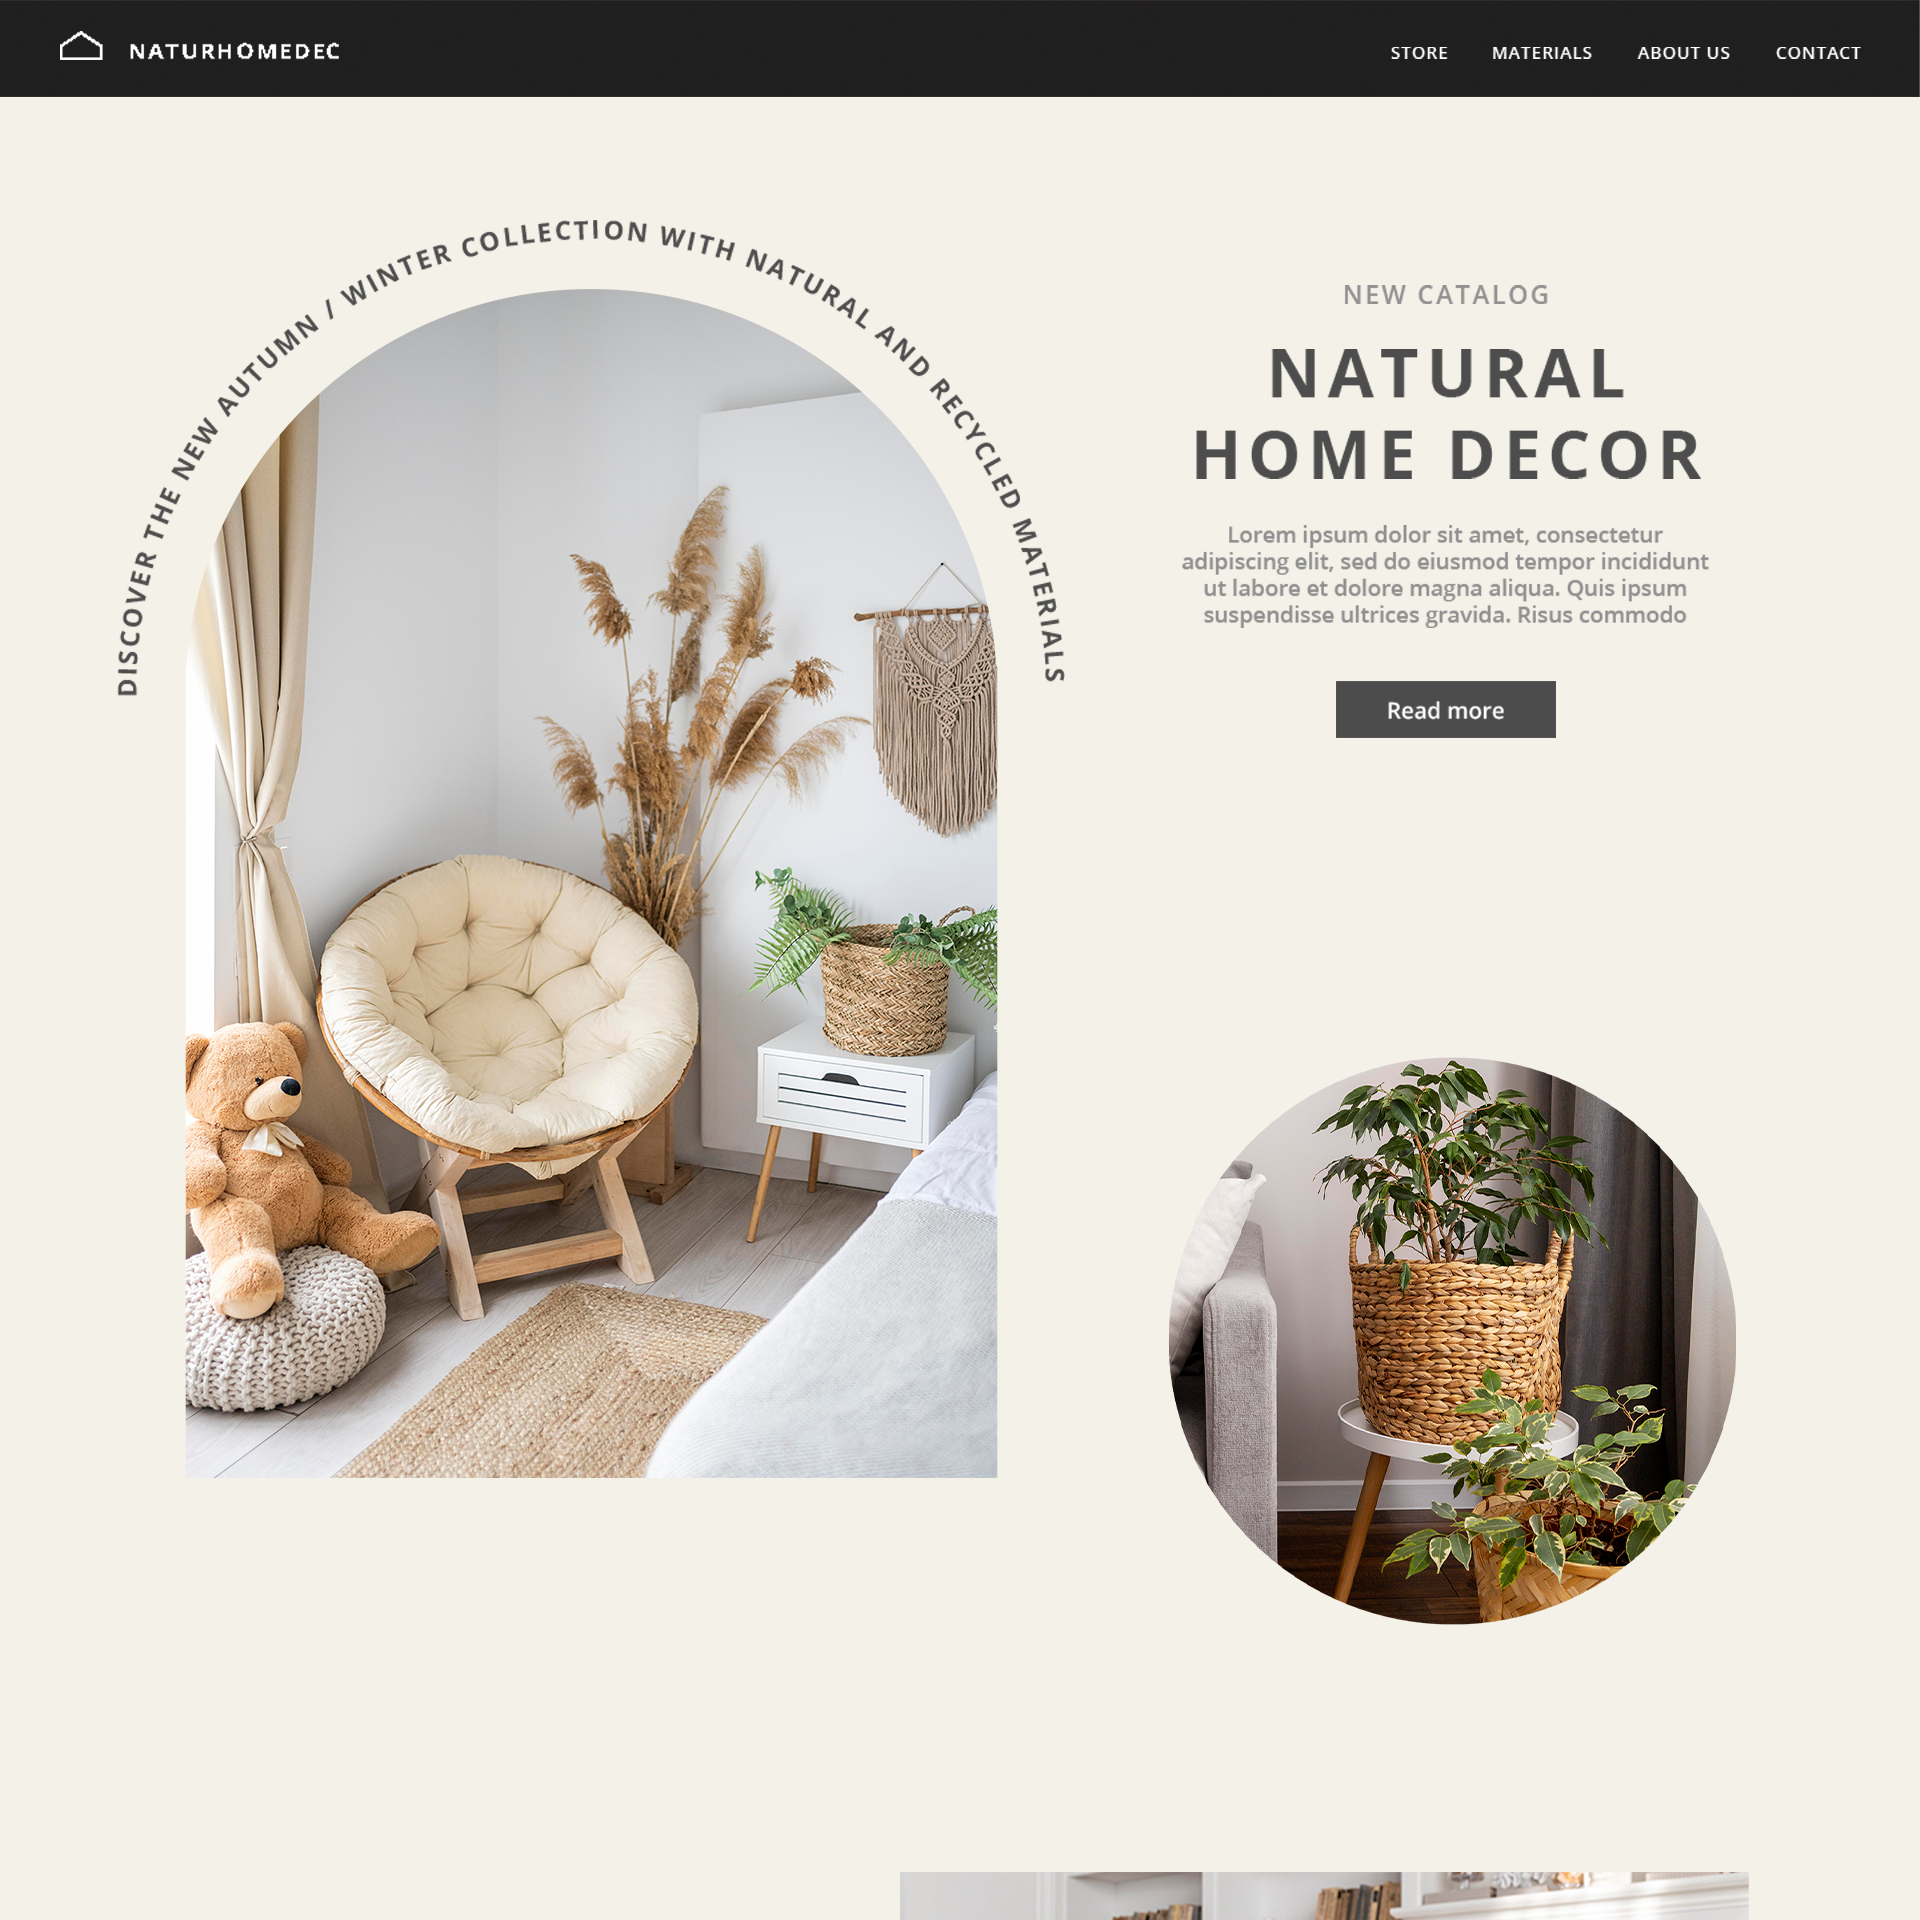 NATURHOMEDEC
STORE
MATERIALS
ABOUT US
CONTACT
DISCOVER THE NEW AUTUMN / WINTER COLLECTION WITH NATURAL AND RECYCLED MATERIALS
NEW CATALOG
NATURAL
HOME DECOR
Lorem ipsum dolor sit amet, consectetur
adipiscing elit, sed do eiusmod tempor incididunt
ut labore et dolore magna aliqua. Quis ipsum
suspendisse ultrices gravida. Risus commodo
Read more